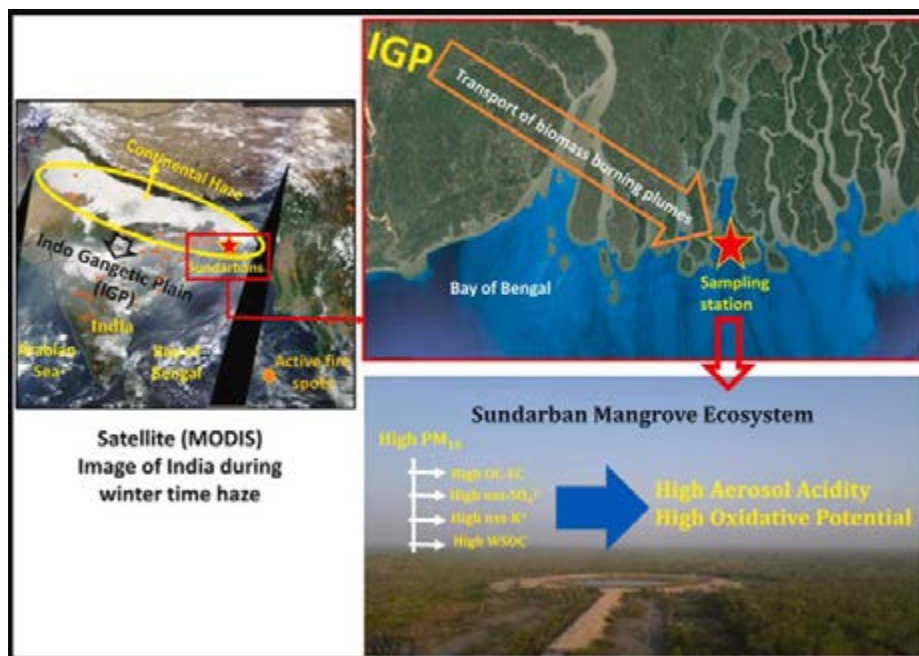 Continental Haze
Sundarbans
Indo Gangetic Plain
(IGP)
India
Arabian
Sea
Bay of
Bengal
Active fire
spots
Satellite (MODIS)
Image of India during
winter time haze
IGP
Transport of biomass burning plumes
Bay of Bengal
Sampling
station
Sundarban Mangrove Ecosystem
High PM₁₀
High OC-EC
High nss-SO₄²⁻
High nss-K⁺
High WSOC
High Aerosol Acidity
High Oxidative Potential